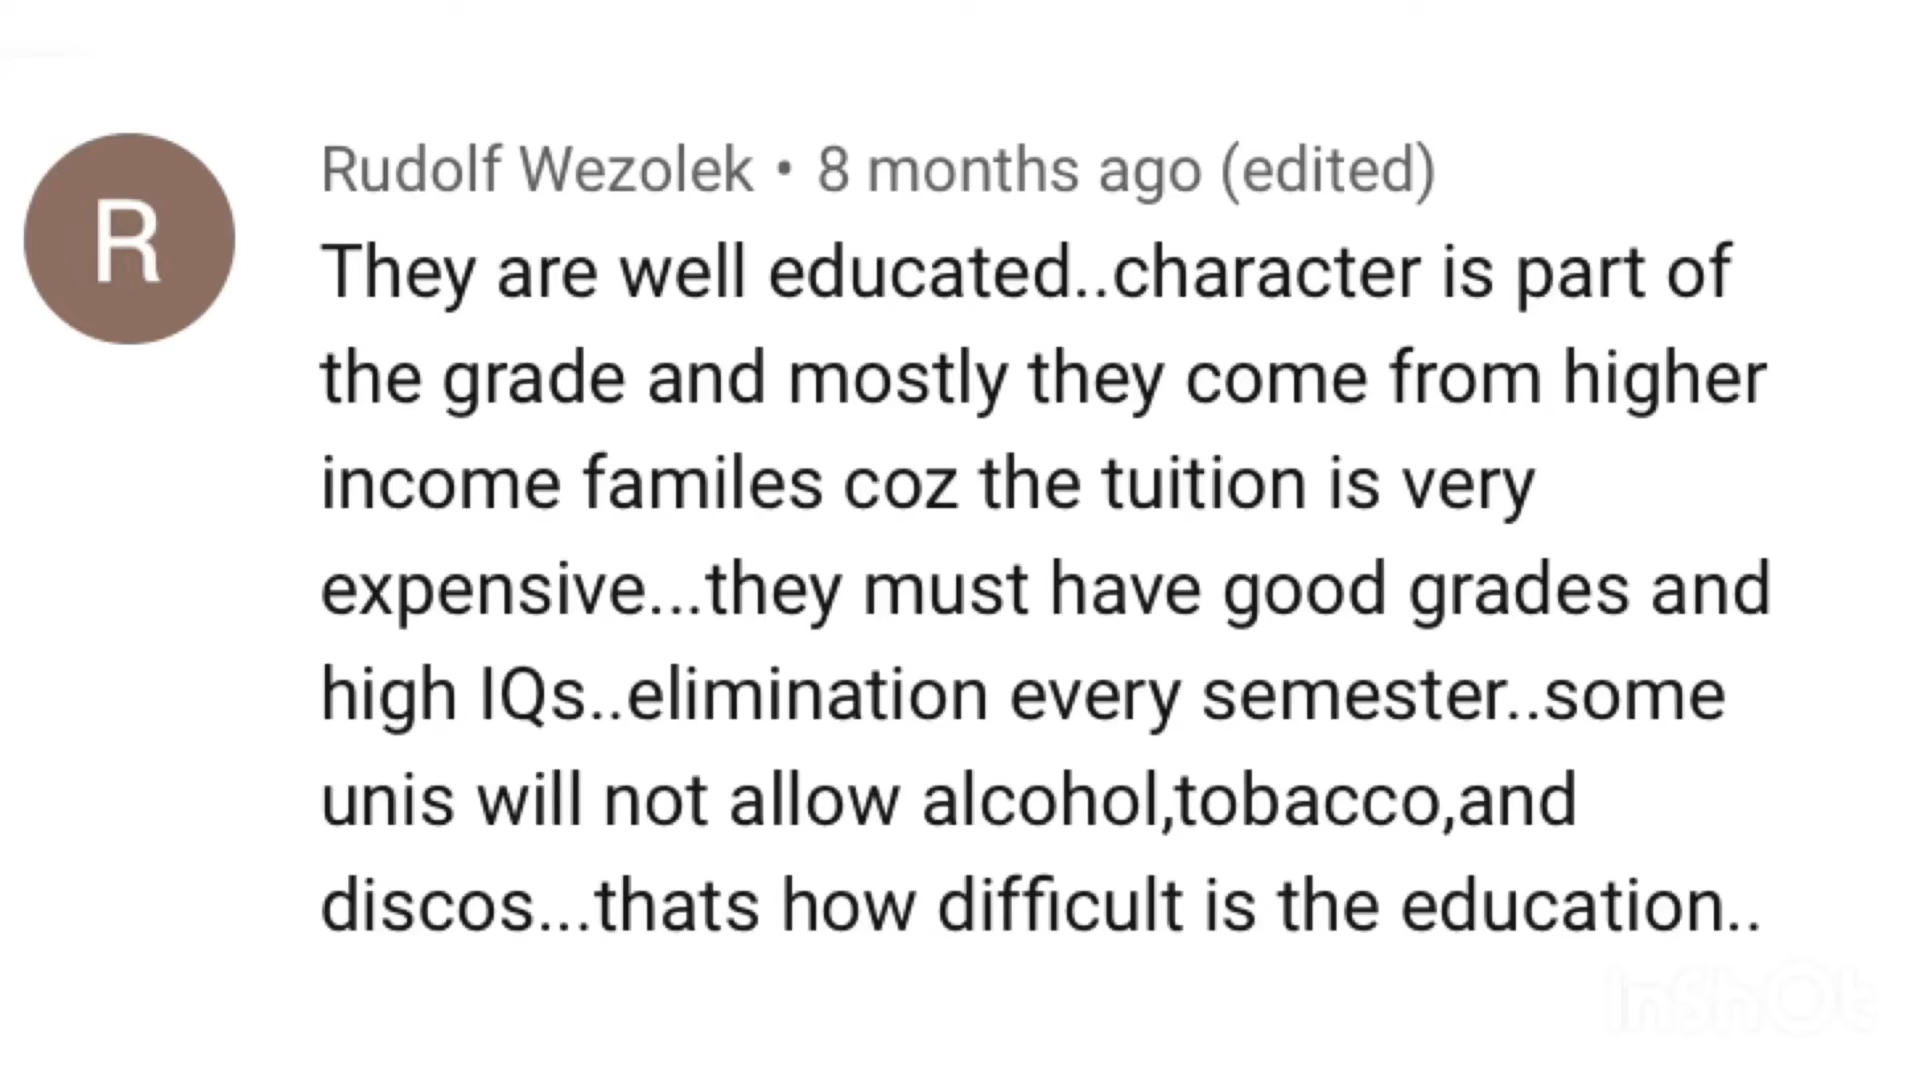 R
Rudolf Wezolek • 8 months ago (edited)
They are well educated..character is part of
the grade and mostly they come from higher
income familes coz the tuition is very
expensive...they must have good grades and
high IQs..elimination every semester..some
unis will not allow alcohol,tobacco,and
discos...thats how difficult is the education..
InShOt